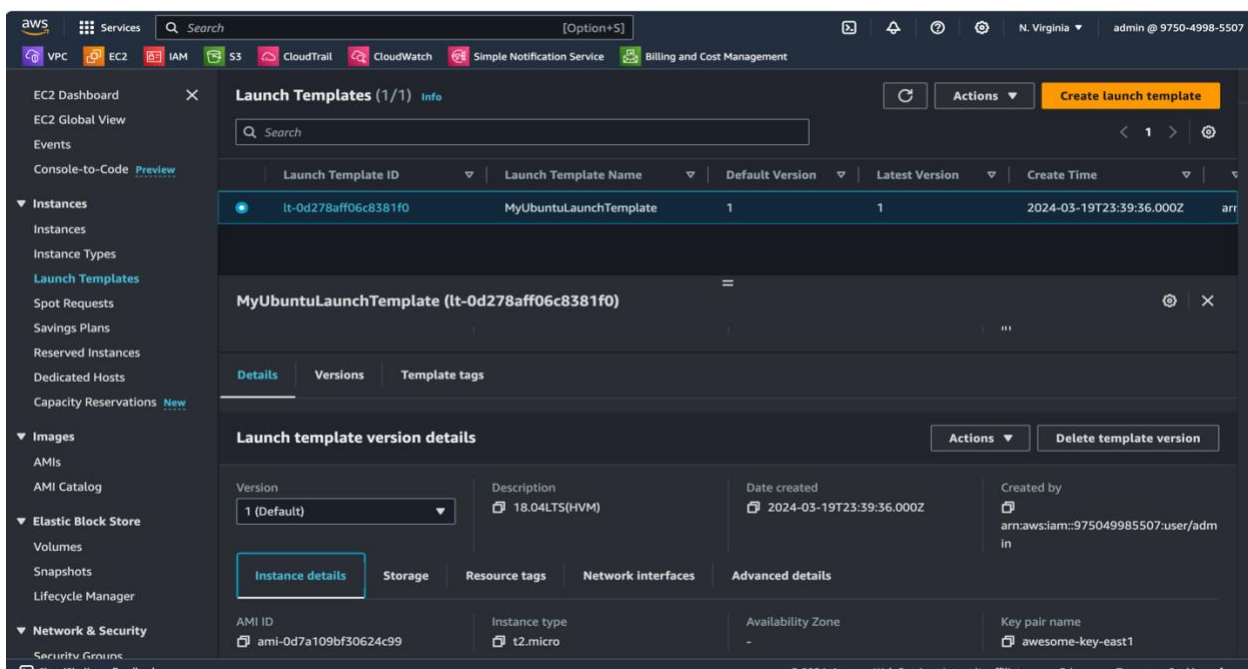 aws Services Search [Option+S] N. Virginia admin @ 9750-4998-5507
VPC EC2 IAM S3 CloudTrail CloudWatch Simple Notification Service Billing and Cost Management
EC2 Dashboard
EC2 Global View
Events
Console-to-Code Preview
Instances
Instances
Instance Types
Launch Templates
Spot Requests
Savings Plans
Reserved Instances
Dedicated Hosts
Capacity Reservations New
Images
AMIs
AMI Catalog
Elastic Block Store
Volumes
Snapshots
Lifecycle Manager
Network & Security
Security Groups
Launch Templates (1/1) Info Actions Create launch template
Search 1
Launch Template ID Launch Template Name Default Version Latest Version Create Time
lt-0d278aff06c8381f0 MyUbuntuLaunchTemplate 1 1 2024-03-19T23:39:36.000Z arr
MyUbuntuLaunchTemplate (lt-0d278aff06c8381f0)
Details Versions Template tags
Launch template version details Actions Delete template version
Version Description Date created Created by
1 (Default) 18.04LTS(HVM) 2024-03-19T23:39:36.000Z
arn:aws:iam::975049985507:user/adm
in
Instance details Storage Resource tags Network interfaces Advanced details
AMI ID Instance type Availability Zone Key pair name
ami-0d7a109bf30624c99 t2.micro - awesome-key-east1